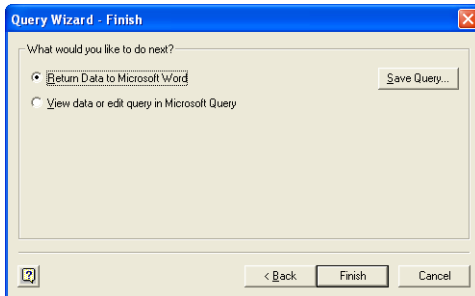 Query Wizard - Finish
What would you like to do next?
Return Data to Microsoft Word
Save Query...
View data or edit query in Microsoft Query
?
< Back
Finish
Cancel